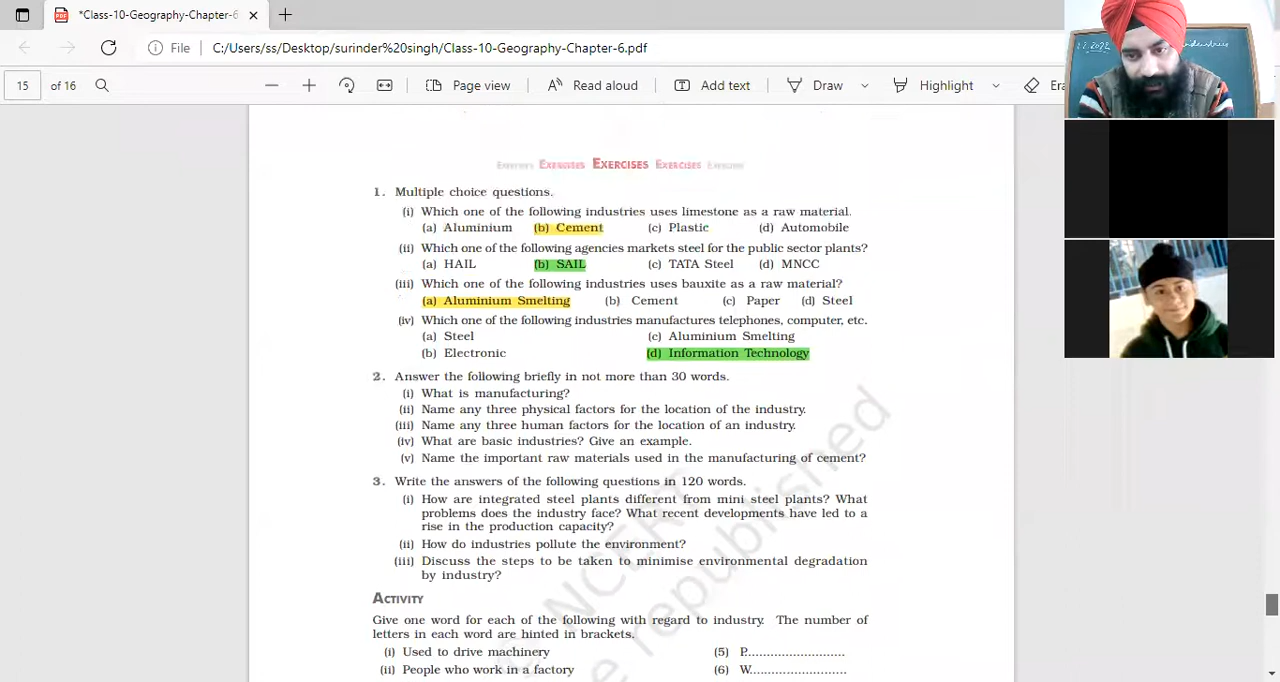 *Class-10-Geography-Chapter-6
File C:/Users/ss/Desktop/surinder%20singh/Class-10-Geography-Chapter-6.pdf
15 of 16 Page view Read aloud Add text Draw Highlight
EXERCISES EXERCISES EXERCISES
1. Multiple choice questions.
(i) Which one of the following industries uses limestone as a raw material.
(a) Aluminium (b) Cement (c) Plastic (d) Automobile
(ii) Which one of the following agencies markets steel for the public sector plants?
(a) HAIL (b) SAIL (c) TATA Steel (d) MNCC
(iii) Which one of the following industries uses bauxite as a raw material?
(a) Aluminium Smelting (b) Cement (c) Paper (d) Steel
(iv) Which one of the following industries manufactures telephones, computer, etc.
(a) Steel (c) Aluminium Smelting
(b) Electronic (d) Information Technology
2. Answer the following briefly in not more than 30 words.
(i) What is manufacturing?
(ii) Name any three physical factors for the location of the industry.
(iii) Name any three human factors for the location of an industry.
(iv) What are basic industries? Give an example.
(v) Name the important raw materials used in the manufacturing of cement?
3. Write the answers of the following questions in 120 words.
(i) How are integrated steel plants different from mini steel plants? What
problems does the industry face? What recent developments have led to a
rise in the production capacity?
(ii) How do industries pollute the environment?
(iii) Discuss the steps to be taken to minimise environmental degradation
by industry?
ACTIVITY
Give one word for each of the following with regard to industry. The number of
letters in each word are hinted in brackets.
(i) Used to drive machinery (5) P..........................
(ii) People who work in a factory (6) W.........................
NCERT
republished